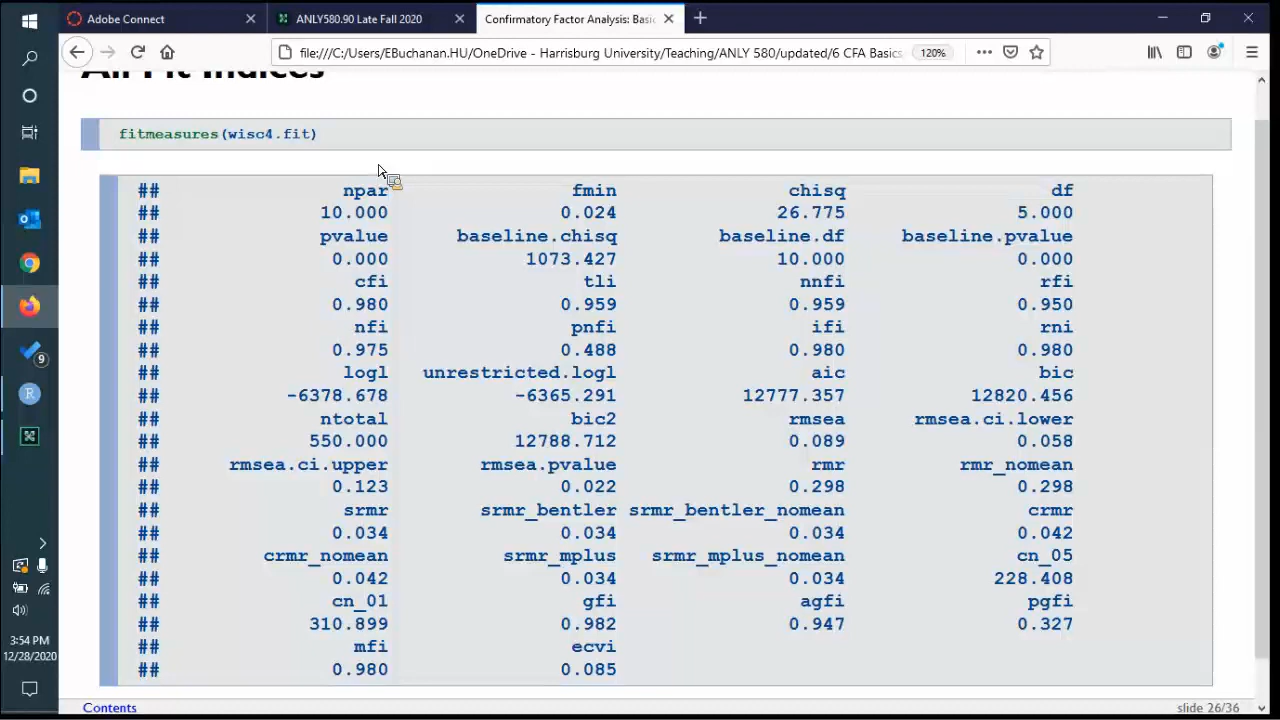 Adobe Connect
ANLY580.90 Late Fall 2020
Confirmatory Factor Analysis: Basi
file:///C:/Users/EBuchanan.HU/OneDrive - Harrisburg University/Teaching/ANLY 580/updated/6 CFA Basics
120%
All Fit Indices
fitmeasures(wisc4.fit)
## npar fmin chisq df
## 10.000 0.024 26.775 5.000
## pvalue baseline.chisq baseline.df baseline.pvalue
## 0.000 1073.427 10.000 0.000
## cfi tli nnfi rfi
## 0.980 0.959 0.959 0.950
## nfi pnfi ifi rni
## 0.975 0.488 0.980 0.980
## logl unrestricted.logl aic bic
## -6378.678 -6365.291 12777.357 12820.456
## ntotal bic2 rmsea rmsea.ci.lower
## 550.000 12788.712 0.089 0.058
## rmsea.ci.upper rmsea.pvalue rmr rmr_nomean
## 0.123 0.022 0.298 0.298
## srmr srmr_bentler srmr_bentler_nomean crmr
## 0.034 0.034 0.034 0.042
## crmr_nomean srmr_mplus srmr_mplus_nomean cn_05
## 0.042 0.034 0.034 228.408
## cn_01 gfi agfi pgfi
## 310.899 0.982 0.947 0.327
## mfi ecvi
## 0.980 0.085
Contents
slide 26/36
9
R
3:54 PM
12/28/2020